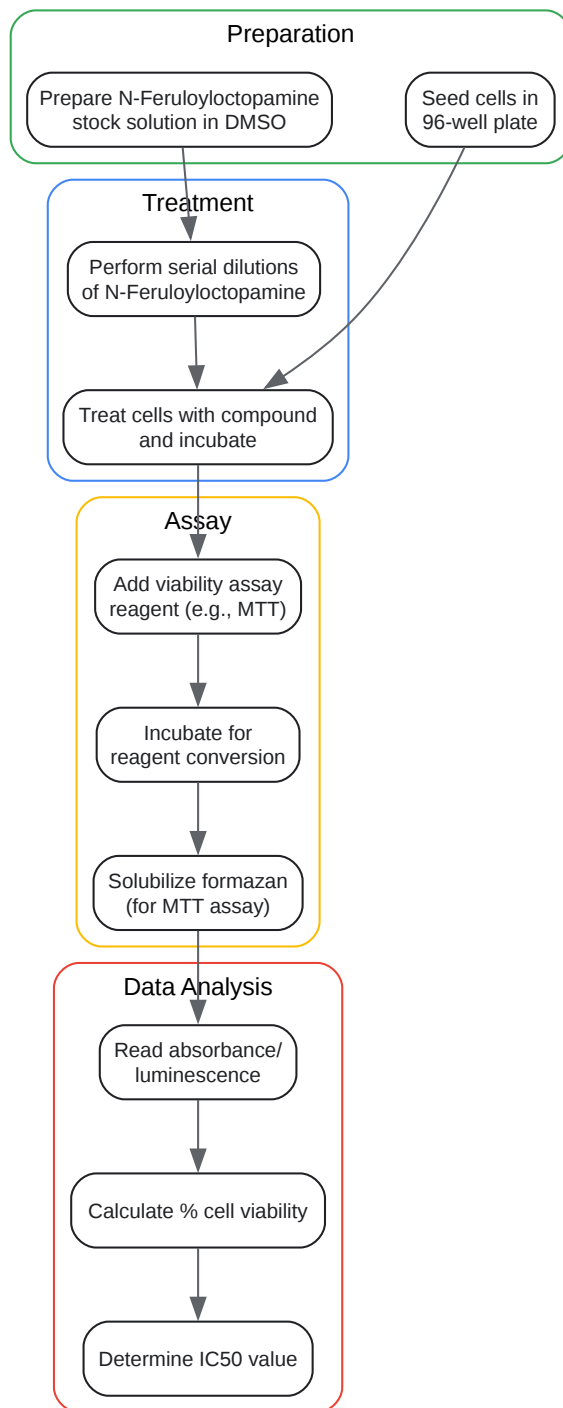 Preparation
Prepare N-Feruloyloctopamine
stock solution in DMSO
Seed cells in
96-well plate
Treatment
Perform serial dilutions
of N-Feruloyloctopamine
Treat cells with compound
and incubate
Assay
Add viability assay
reagent (e.g., MTT)
Incubate for
reagent conversion
Solubilize formazan
(for MTT assay)
Data Analysis
Read absorbance/
luminescence
Calculate % cell viability
Determine IC50 value